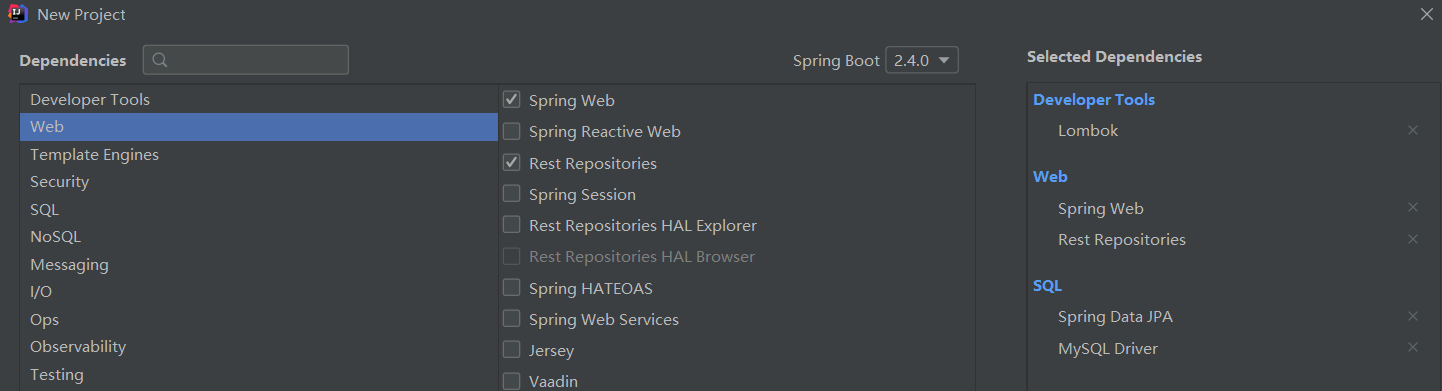 New Project
Dependencies
Spring Boot 2.4.0
Selected Dependencies
Developer Tools
Web
Template Engines
Security
SQL
NoSQL
Messaging
I/O
Ops
Observability
Testing
Spring Web
Spring Reactive Web
Rest Repositories
Spring Session
Rest Repositories HAL Explorer
Rest Repositories HAL Browser
Spring HATEOAS
Spring Web Services
Jersey
Vaadin
Developer Tools
Lombok
Web
Spring Web
Rest Repositories
SQL
Spring Data JPA
MySQL Driver